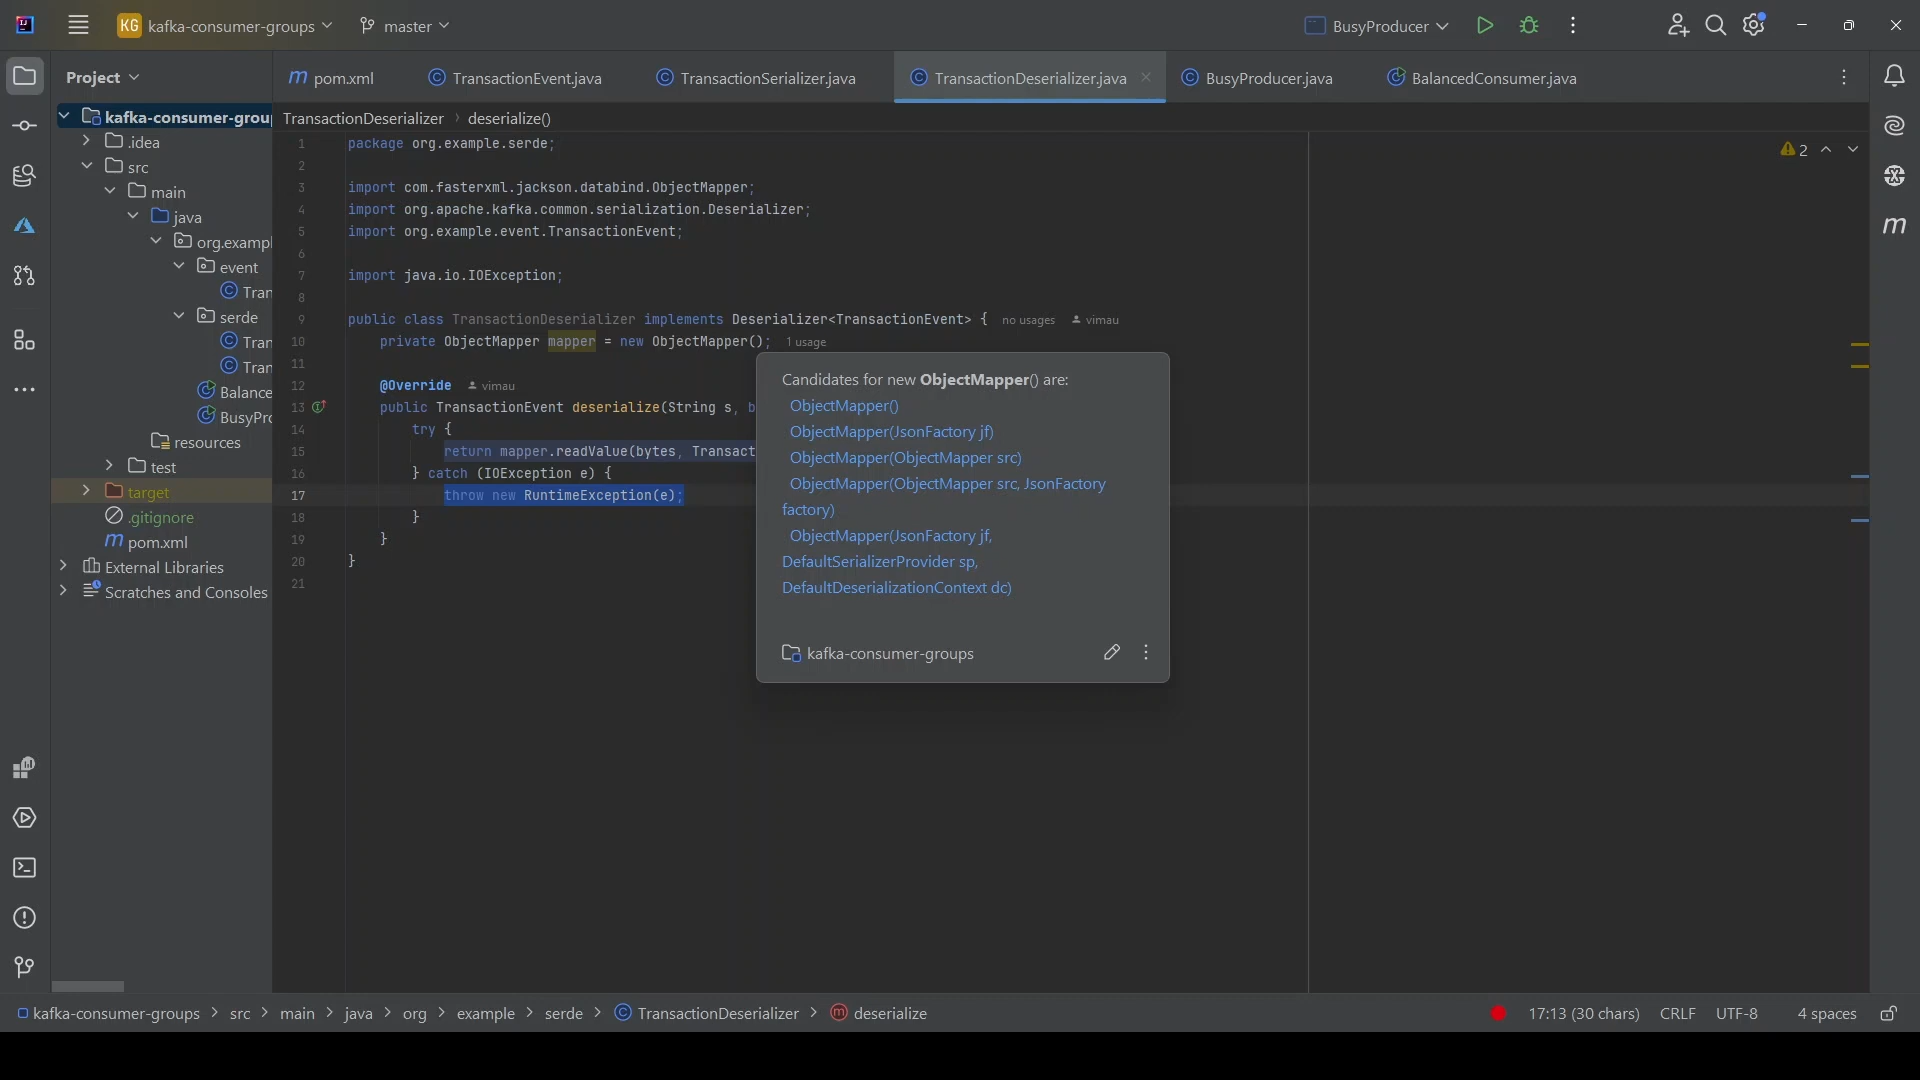 KG kafka-consumer-groups master BusyProducer
Project
pom.xml TransactionEvent.java TransactionSerializer.java TransactionDeserializer.java BusyProducer.java BalancedConsumer.java
TransactionDeserializer deserialize()
kafka-consumer-grou
.idea
src
main
java
org.exampl
event
Tran
serde
Tran
Tran
Balance
BusyPro
resources
test
target
.gitignore
pom.xml
External Libraries
Scratches and Consoles
2
1 package org.example.serde;
2
3 import com.fasterxml.jackson.databind.ObjectMapper;
4 import org.apache.kafka.common.serialization.Deserializer;
5 import org.example.event.TransactionEvent;
6
7 import java.io.IOException;
8
9 public class TransactionDeserializer implements Deserializer<TransactionEvent> { no usages vimau
10 private ObjectMapper mapper = new ObjectMapper(); 1 usage
11
12 @Override vimau
13 public TransactionEvent deserialize(String s, b
14 try {
15 return mapper.readValue(bytes, Transact
16 } catch (IOException e) {
17 throw new RuntimeException(e);
18 }
19 }
20 }
21
Candidates for new ObjectMapper() are:
ObjectMapper()
ObjectMapper(JsonFactory jf)
ObjectMapper(ObjectMapper src)
ObjectMapper(ObjectMapper src, JsonFactory
factory)
ObjectMapper(JsonFactory jf,
DefaultSerializerProvider sp,
DefaultDeserializationContext dc)
kafka-consumer-groups
kafka-consumer-groups > src > main > java > org > example > serde > TransactionDeserializer > deserialize
17:13 (30 chars) CRLF UTF-8 4 spaces